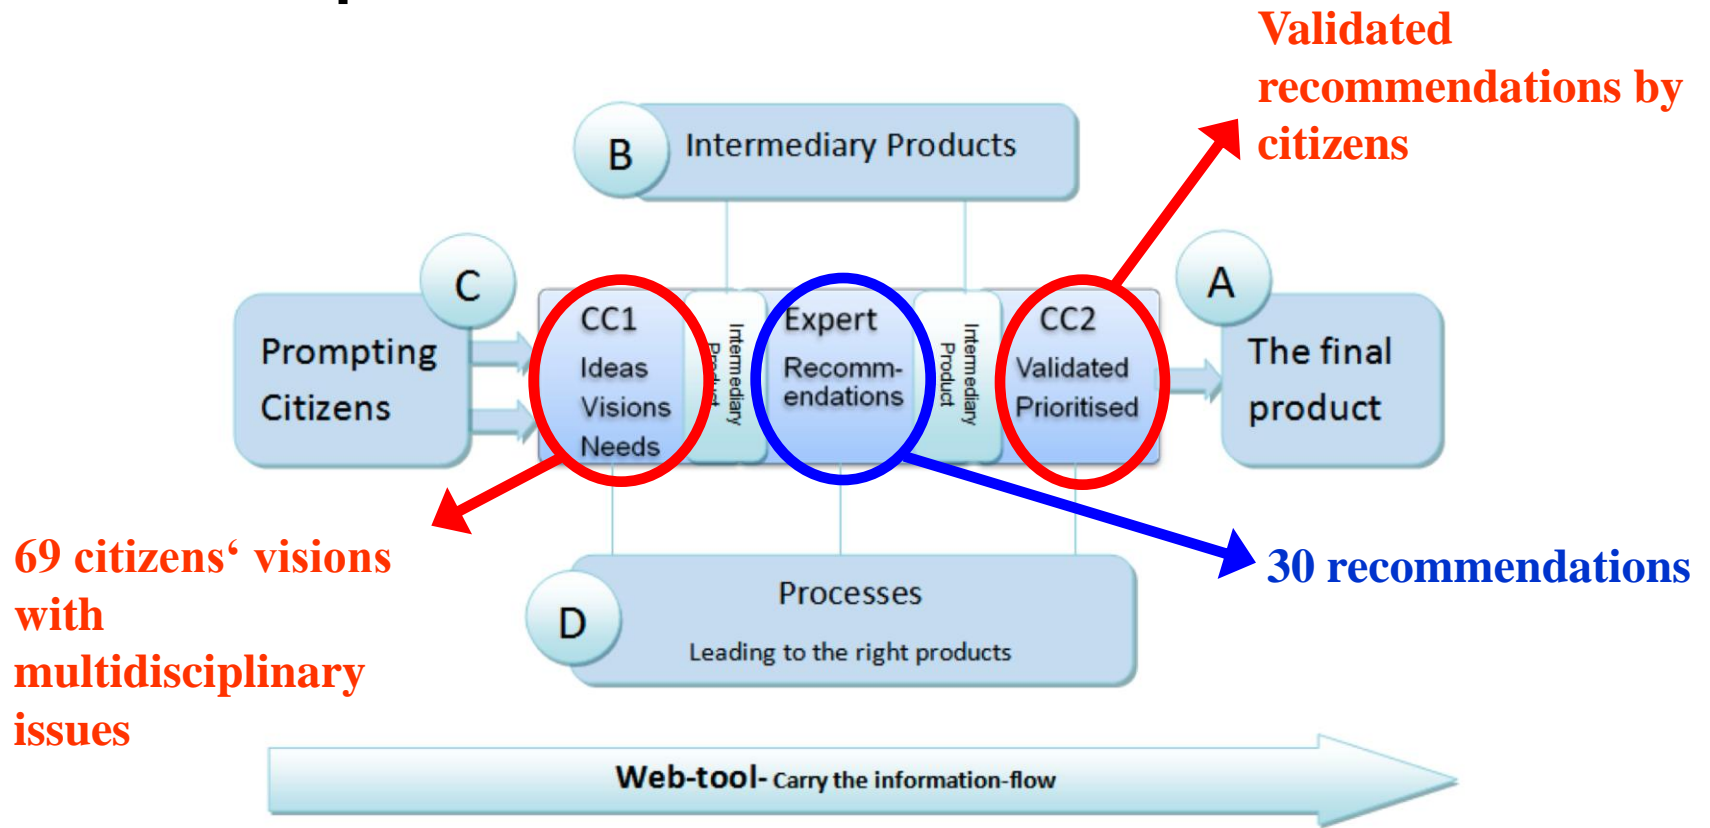 Validated
recommendations by
citizens
B
Intermediary Products
C
A
Prompting
Citizens
CC1
Ideas
Visions
Needs
Intermediary
Product
Expert
Recomm-
endations
Intermediary
Product
CC2
Validated
Prioritised
The final
product
69 citizens‘ visions
with
multidisciplinary
issues
30 recommendations
D
Processes
Leading to the right products
Web-tool- Carry the information-flow